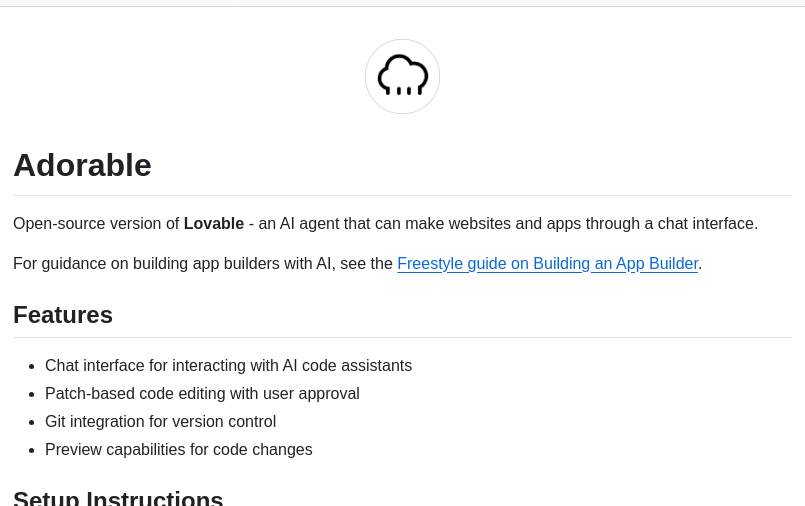 Adorable
Open-source version of Lovable - an AI agent that can make websites and apps through a chat interface.
For guidance on building app builders with AI, see the Freestyle guide on Building an App Builder.
Features
Chat interface for interacting with AI code assistants
Patch-based code editing with user approval
Git integration for version control
Preview capabilities for code changes
Setup Instructions